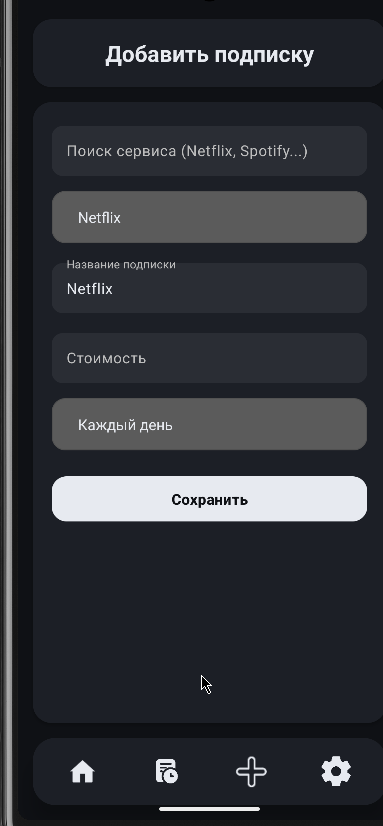 Добавить подписку
Поиск сервиса (Netflix, Spotify...)
Netflix
Название подписки
Netflix
Стоимость
Каждый день
Сохранить